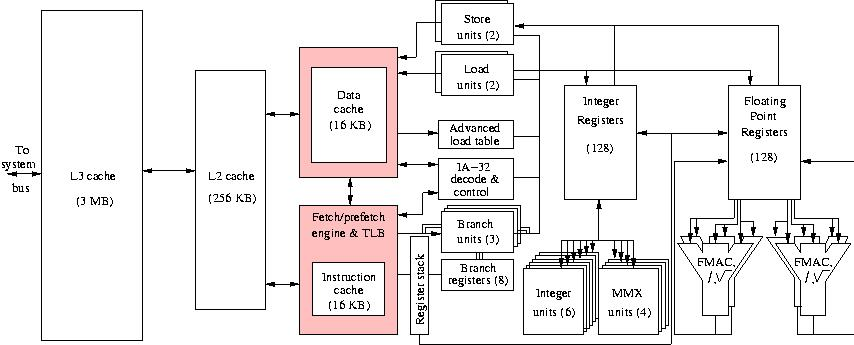 To
system
bus
L3 cache
(3 MB)
L2 cache
(256 KB)
Data
cache
(16 KB)
Fetch/prefetch
engine & TLB
Instruction
cache
(16 KB)
Store
units (2)
Load
units (2)
Advanced
load table
IA−32
decode &
control
Branch
units (3)
Branch
registers (8)
Register stack
Integer
Registers
(128)
Integer
units (6)
MMX
units (4)
Floating
Point
Registers
(128)
FMAC
FMAC